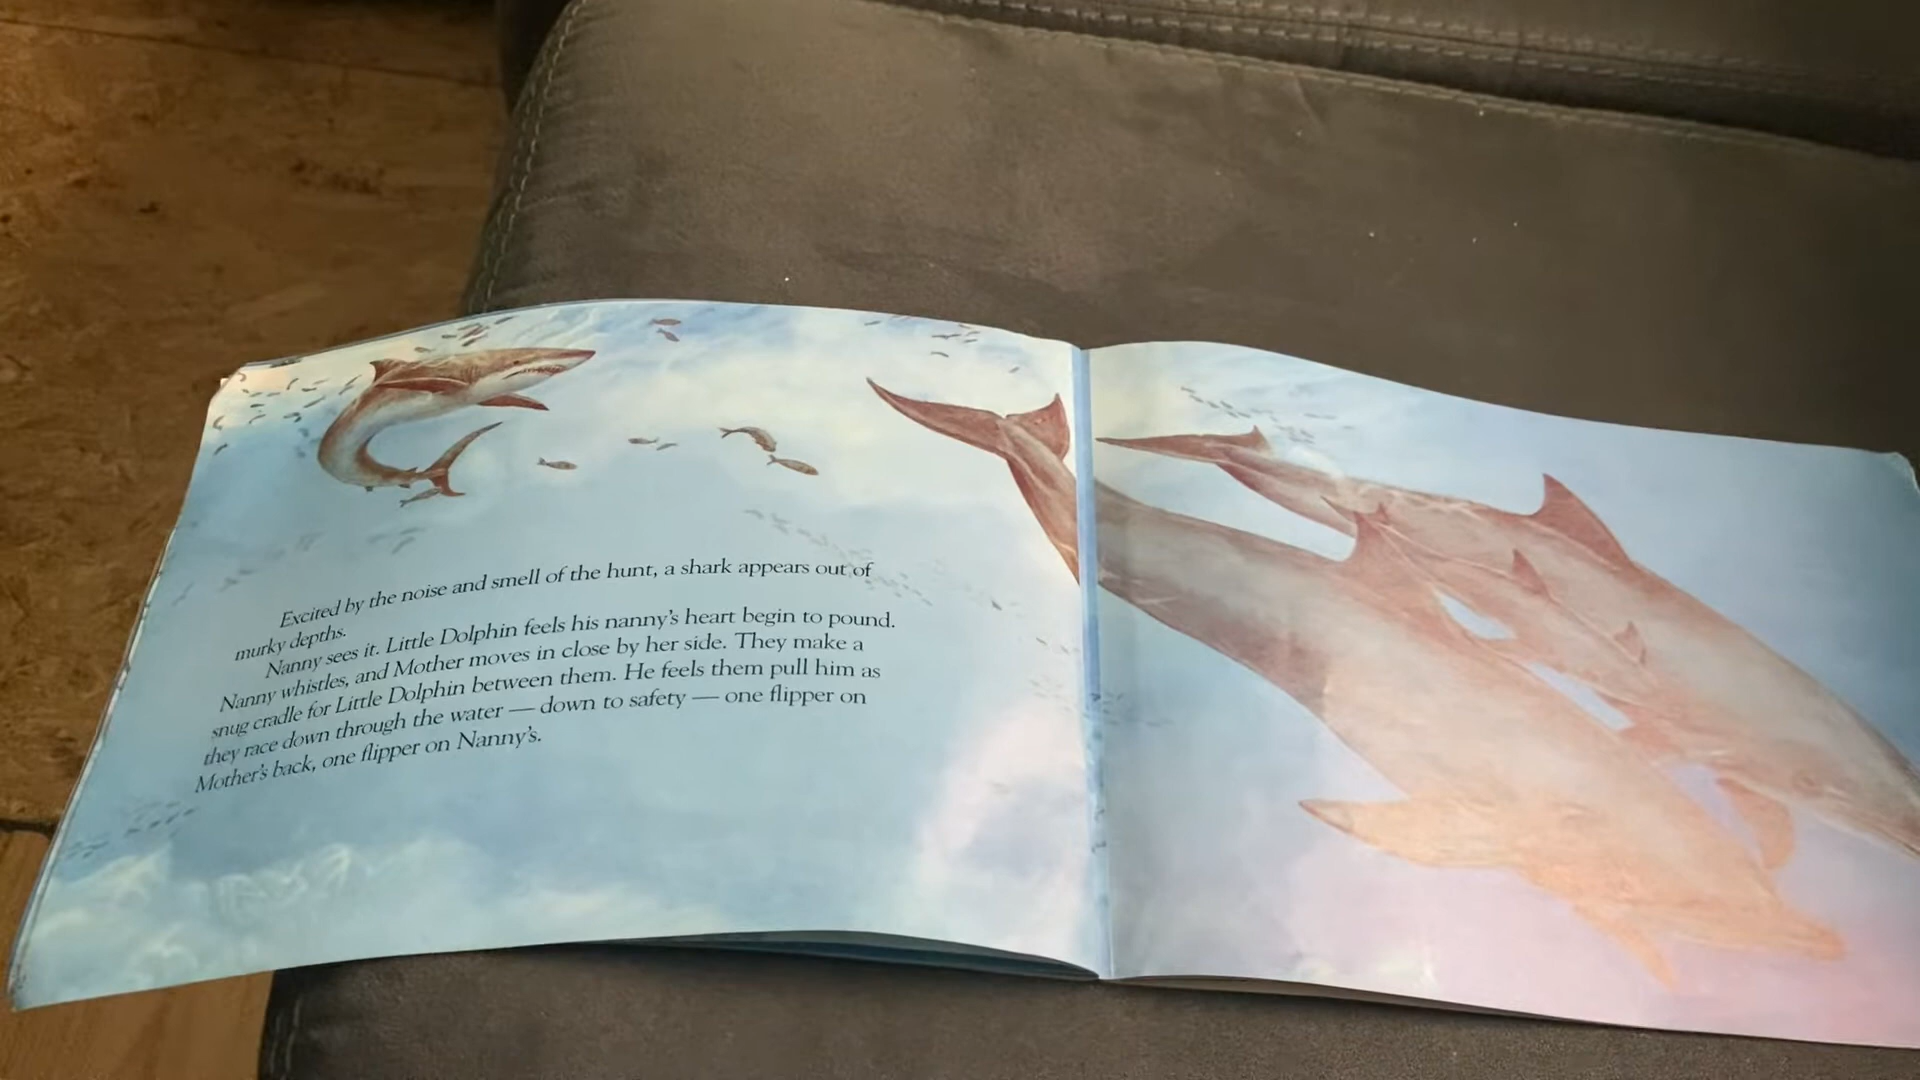 Excited by the noise and smell of the hunt, a shark appears out of
murky depths.
Nanny sees it. Little Dolphin feels his nanny's heart begin to pound.
Nanny whistles, and Mother moves in close by her side. They make a
snug cradle for Little Dolphin between them. He feels them pull him as
they race down through the water — down to safety — one flipper on
Mother's back, one flipper on Nanny's.